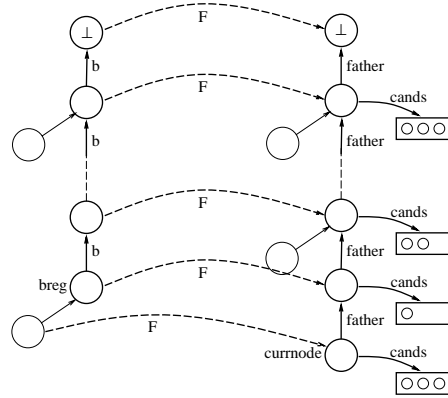 ⊥ F ⊥
b father
F cands
b father
F cands
b father
breg F cands
F father
currnode cands